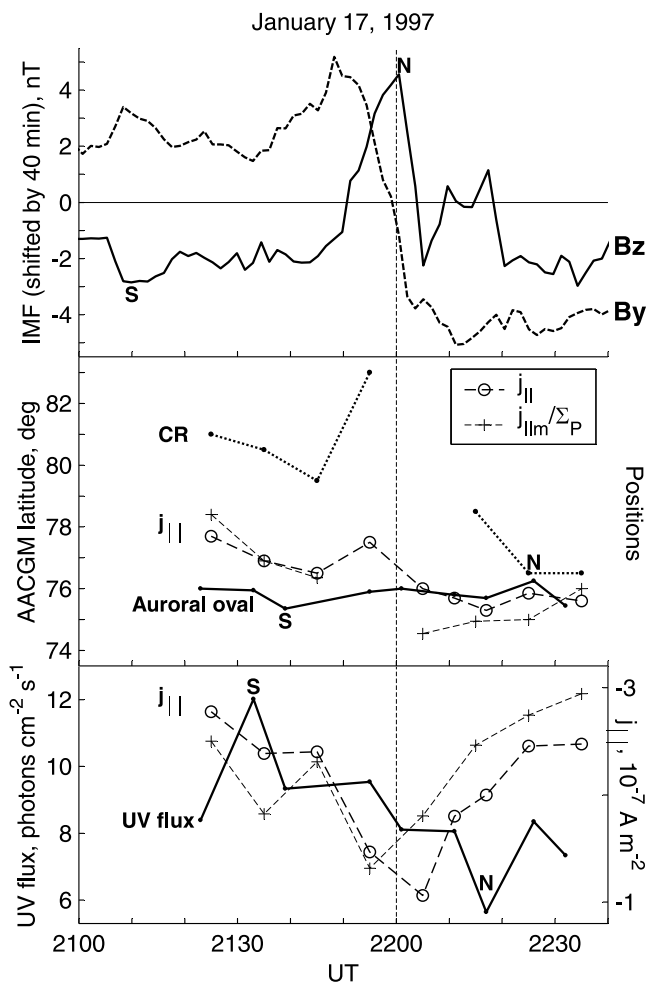 January 17, 1997
IMF (shifted by 40 min), nT
4
2
0
-2
-4
N
S
Bz
By
AACGM latitude, deg
82
80
78
76
74
CR
j||
Auroral oval
S
N
j||
j||m/ΣP
Positions
UV flux, photons cm-2 s-1
12
10
8
6
j||
S
UV flux
N
-3
-1
j||, 10-7 A m-2
2100
2130
2200
2230
UT